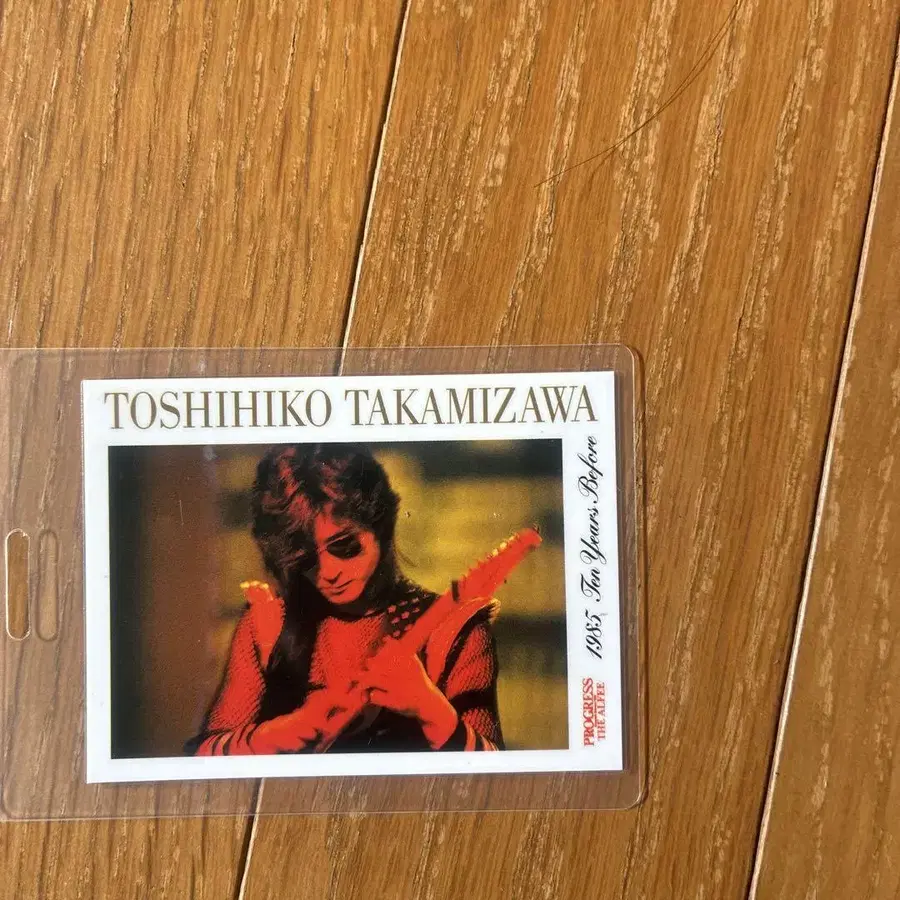 TOSHIHIKO TAKAMIZAWA
1985 Ten Years Before
PROGRESS
THE ALFEE